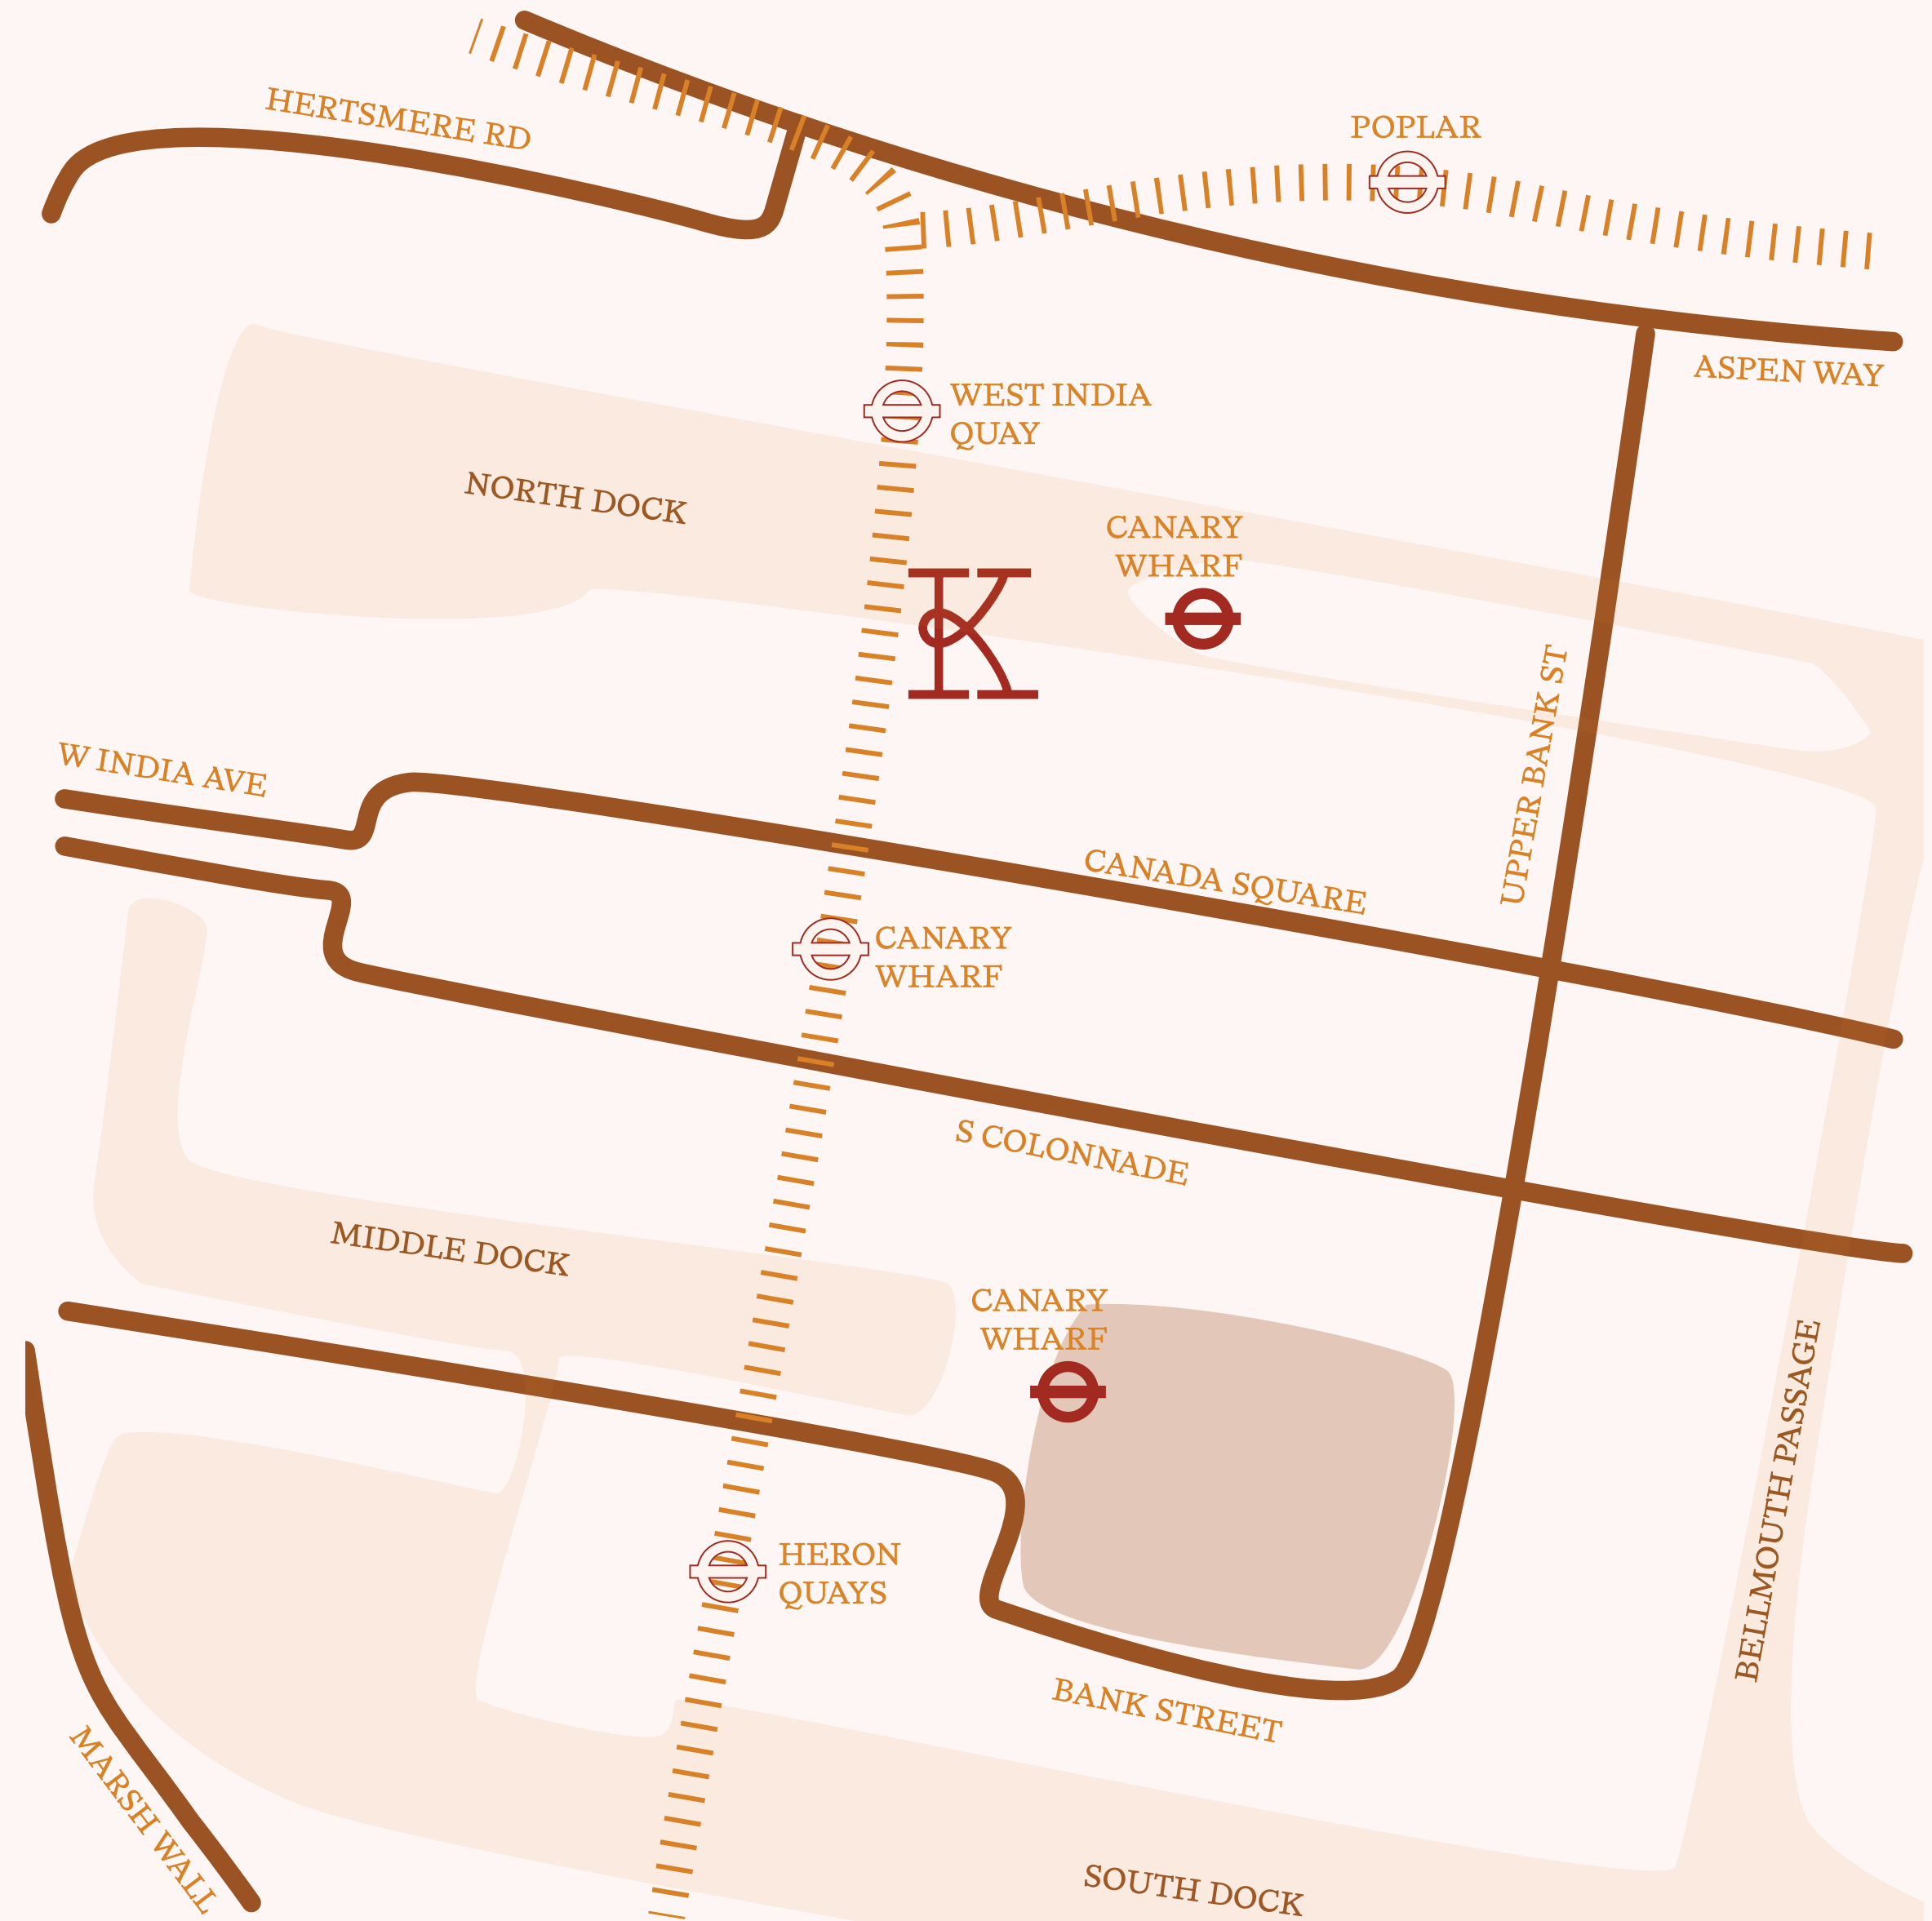 HERTSMERE RD
POPLAR
ASPEN WAY
WEST INDIA
QUAY
NORTH DOCK
CANARY
WHARF
K
UPPER BANK ST
W INDIA AVE
CANADA SQUARE
CANARY
WHARF
S COLONNADE
MIDDLE DOCK
CANARY
WHARF
BELLMOUTH PASSAGE
HERON
QUAYS
BANK STREET
MARSH WALL
SOUTH DOCK